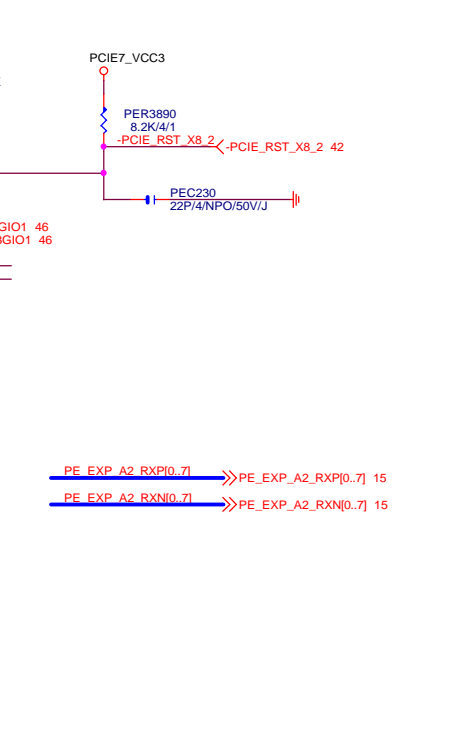 PCIE7_VCC3
PER3890
8.2K/4/1
-PCIE_RST_X8_2
-PCIE_RST_X8_2 42
PEC230
22P/4/NPO/50V/J
GIO1 46
GIO1 46
PE_EXP_A2_RXP[0..7]
PE_EXP_A2_RXP[0..7] 15
PE_EXP_A2_RXN[0..7]
PE_EXP_A2_RXN[0..7] 15